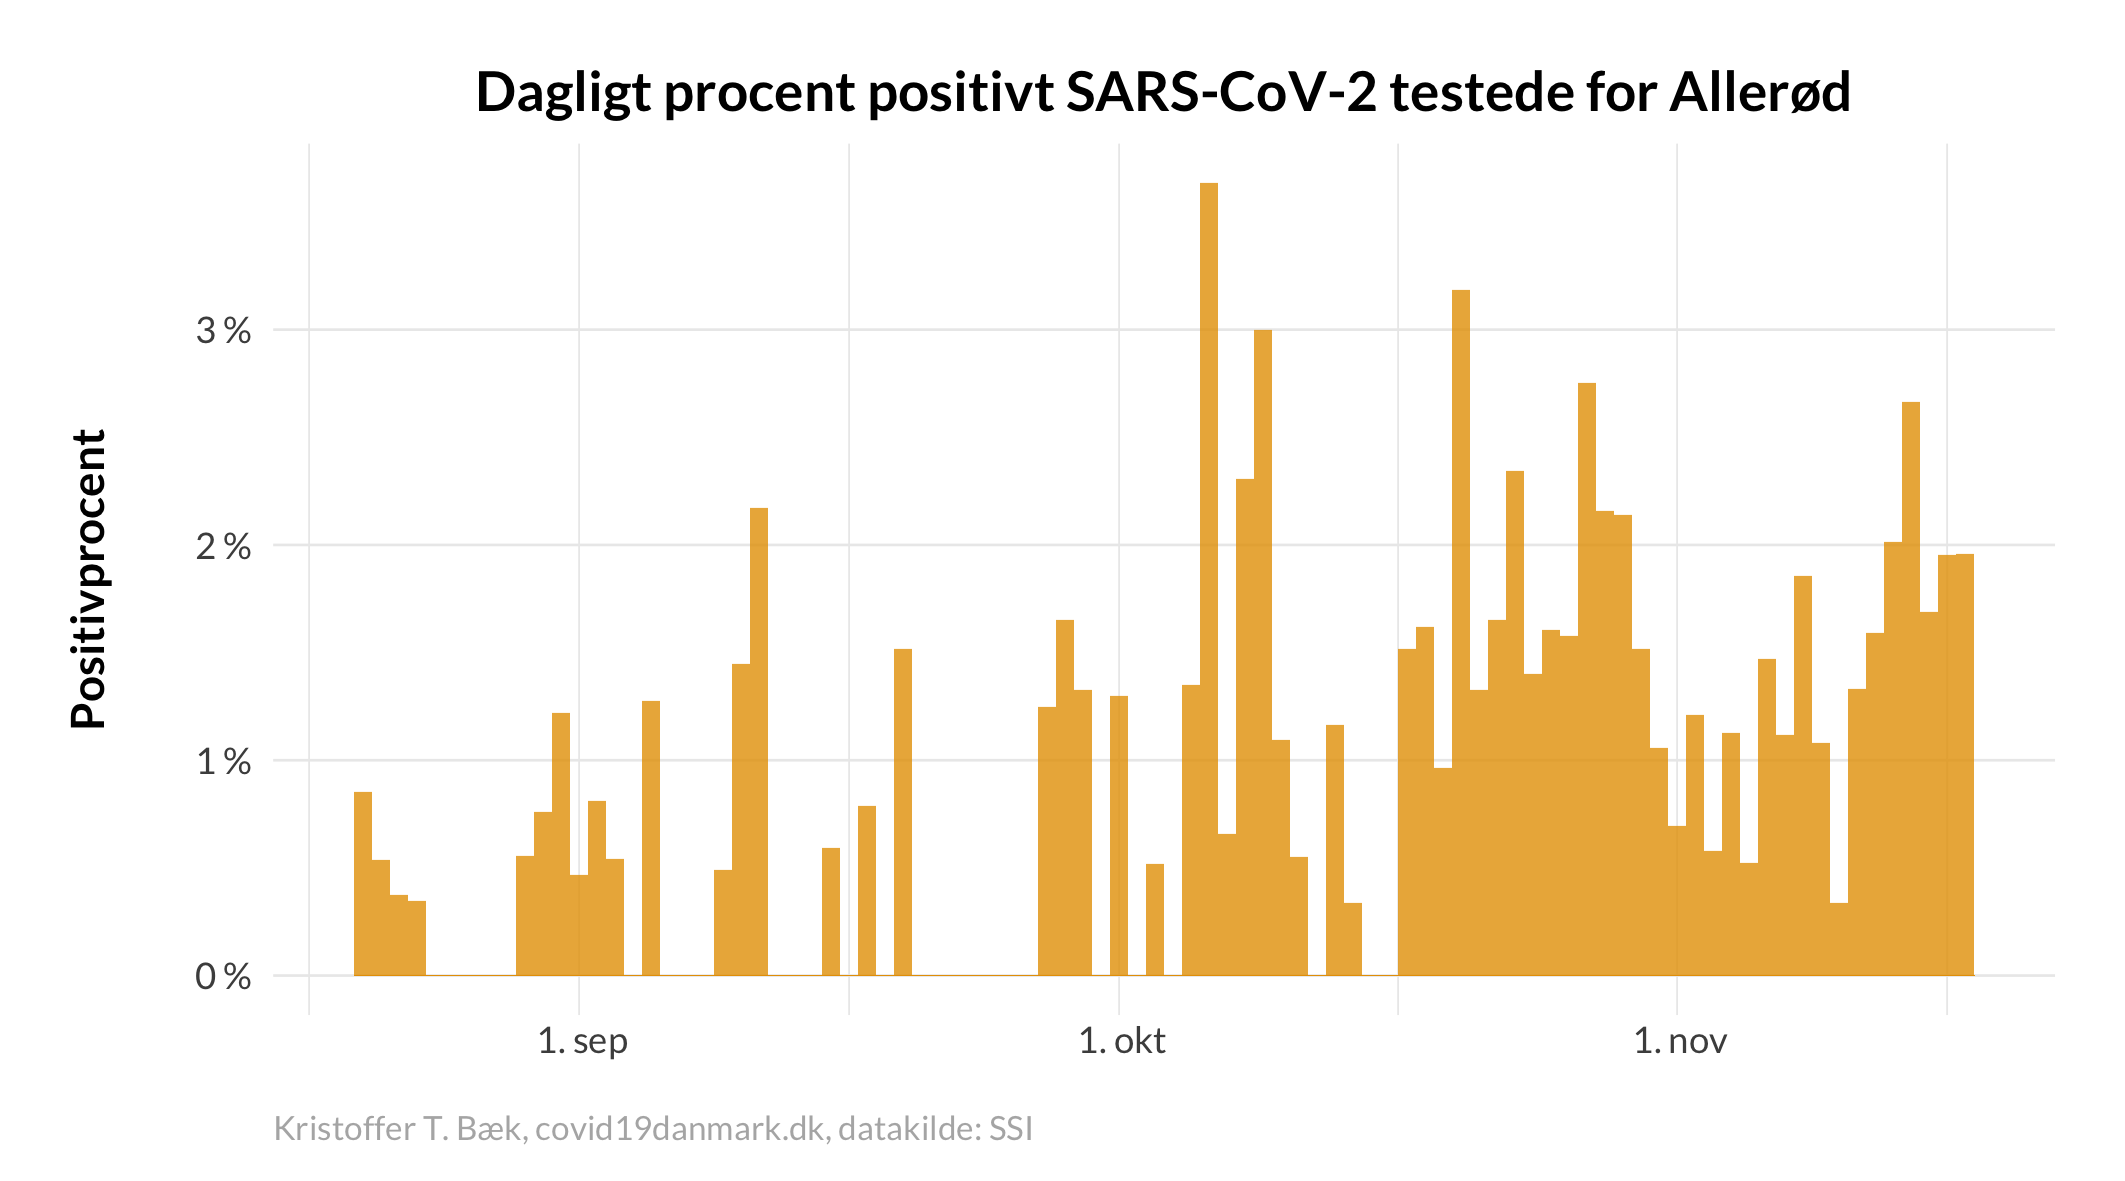 Dagligt procent positivt SARS-CoV-2 testede for Allerød
Positivprocent
3 %
2 %
1 %
0 %
1. sep
1. okt
1. nov
Kristoffer T. Bæk, covid19danmark.dk, datakilde: SSI